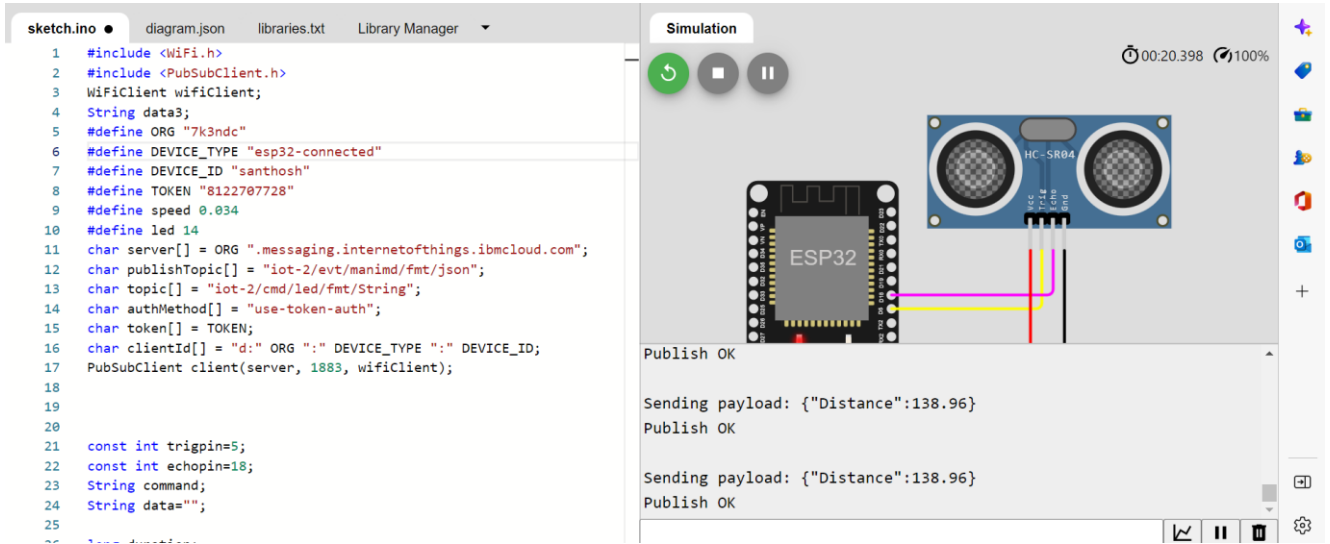 sketch.ino ● diagram.json libraries.txt Library Manager
1 #include <WiFi.h>
2 #include <PubSubClient.h>
3 WiFiClient wifiClient;
4 String data3;
5 #define ORG "7k3ndc"
6 #define DEVICE_TYPE "esp32-connected"
7 #define DEVICE_ID "santhosh"
8 #define TOKEN "8122707728"
9 #define speed 0.034
10 #define led 14
11 char server[] = ORG ".messaging.internetofthings.ibmcloud.com";
12 char publishTopic[] = "iot-2/evt/manimd/fmt/json";
13 char topic[] = "iot-2/cmd/led/fmt/String";
14 char authMethod[] = "use-token-auth";
15 char token[] = TOKEN;
16 char clientId[] = "d:" ORG ":" DEVICE_TYPE ":" DEVICE_ID;
17 PubSubClient client(server, 1883, wifiClient);
18
19
20
21 const int trigpin=5;
22 const int echopin=18;
23 String command;
24 String data="";
25
26 long duration;
Simulation
00:20.398 100%
HC-SR04
Vcc
Trig
Echo
Gnd
ESP32
Publish OK
Sending payload: {"Distance":138.96}
Publish OK
Sending payload: {"Distance":138.96}
Publish OK